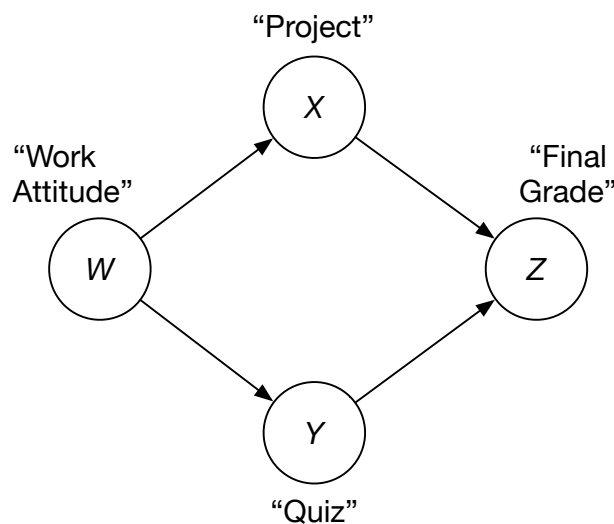 “Project”
X
“Work
Attitude”
“Final
Grade”
W
Z
Y
“Quiz”